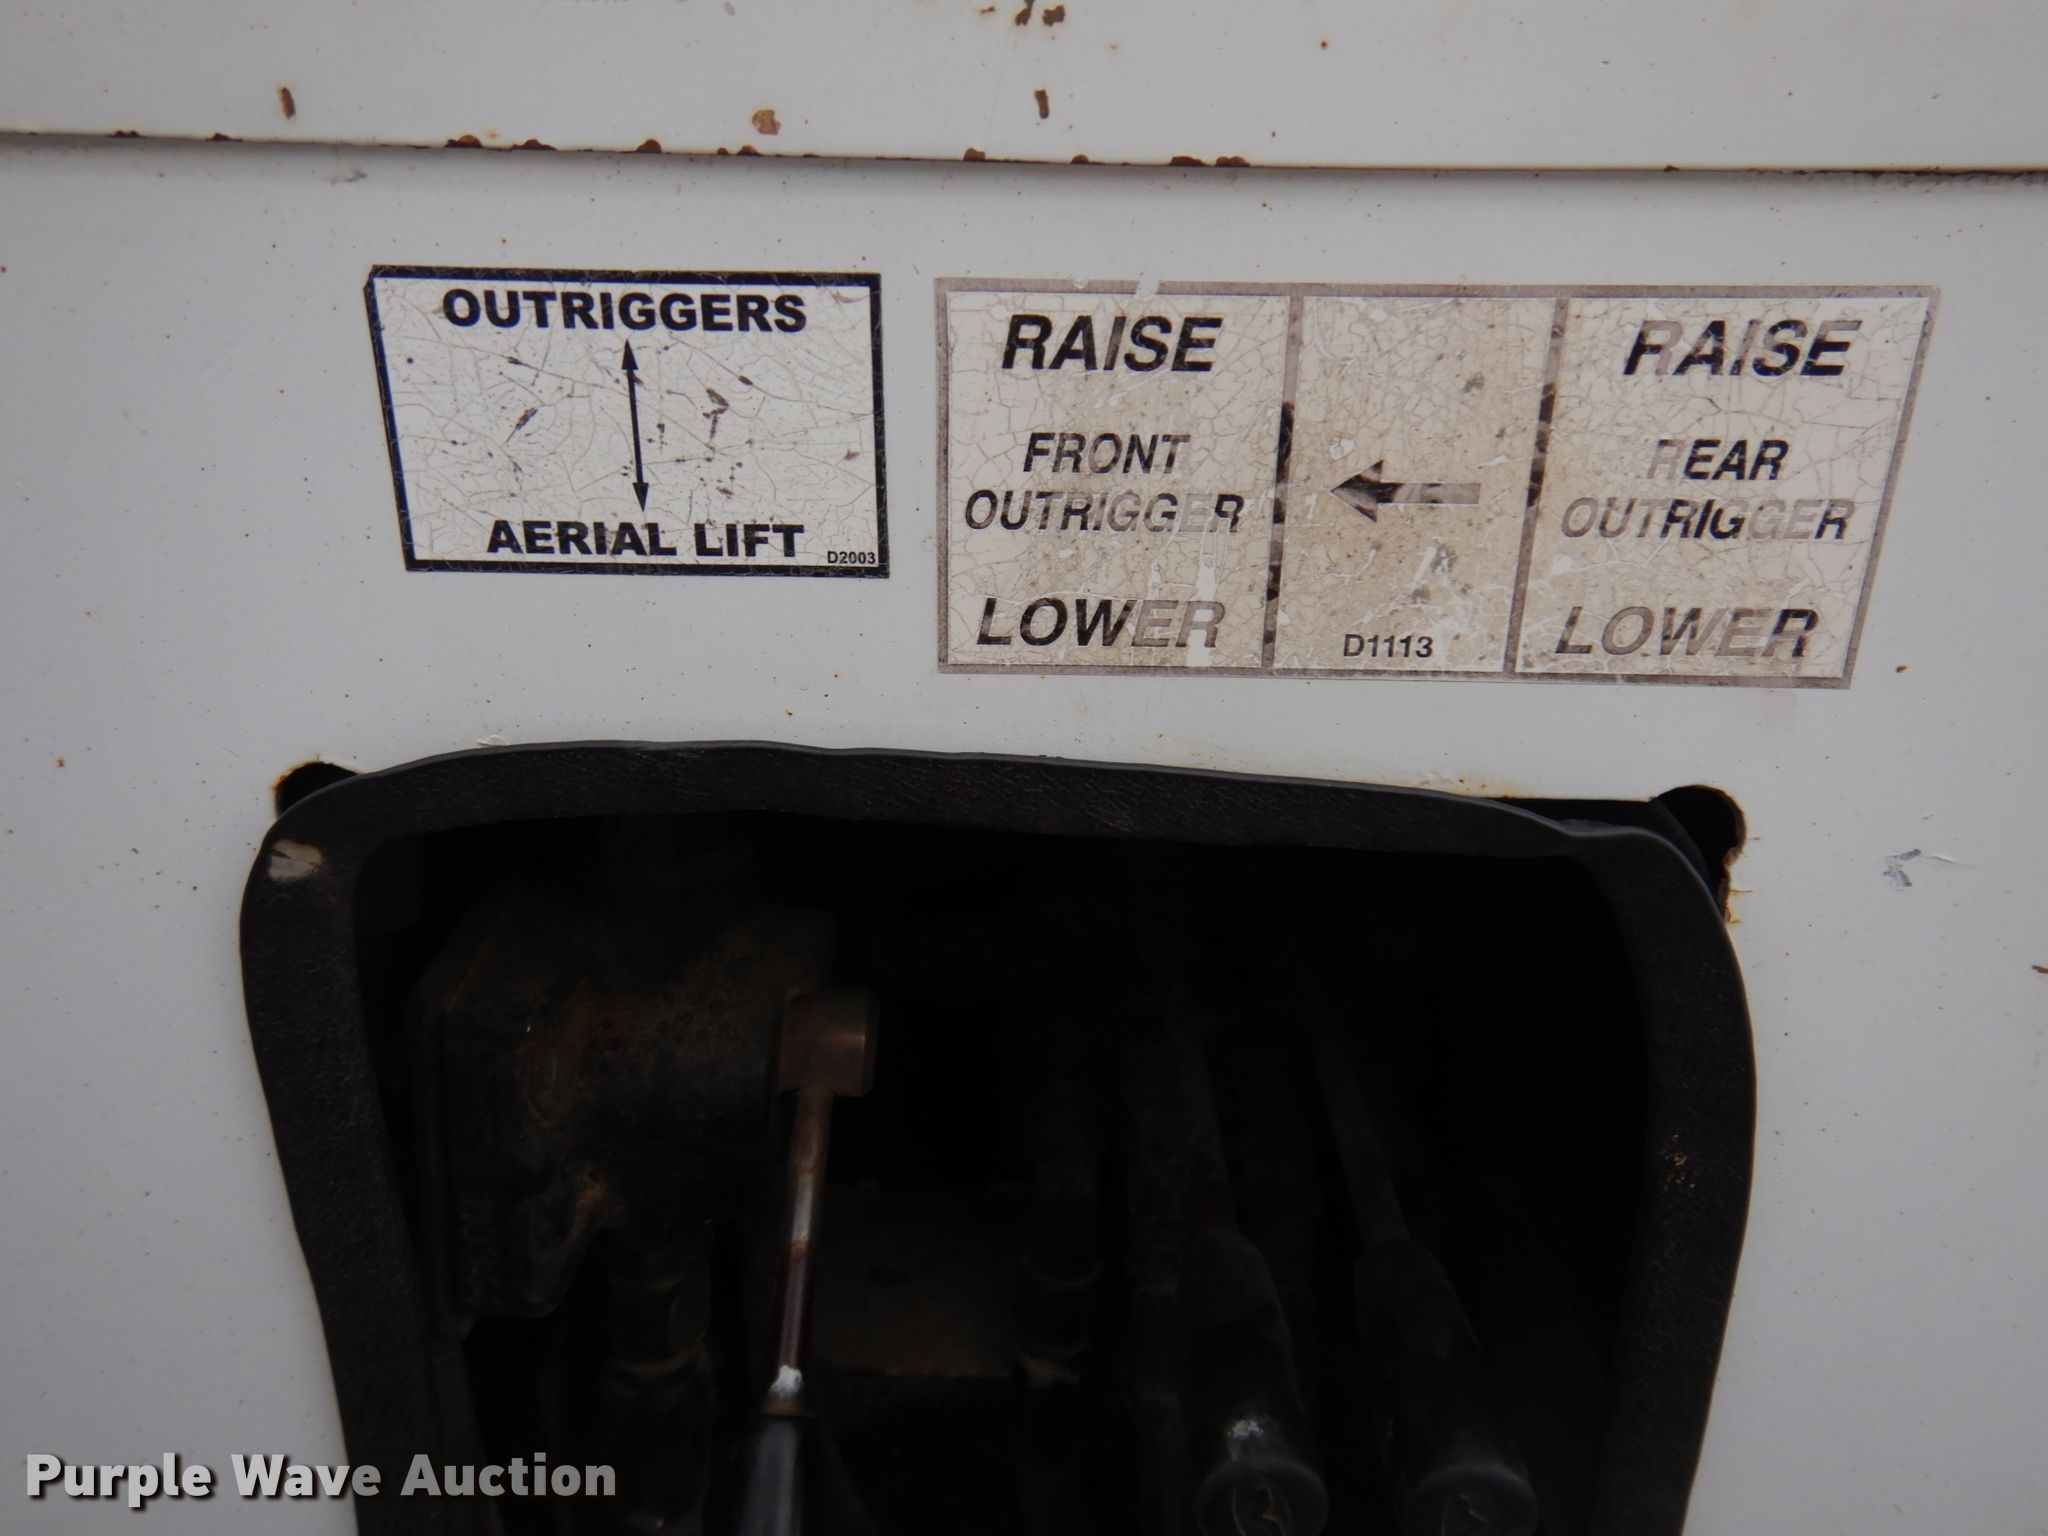 OUTRIGGERS
AERIAL LIFT
D2003
RAISE
FRONT
OUTRIGGER
LOWER
D1113
RAISE
REAR
OUTRIGGER
LOWER
Purple Wave Auction